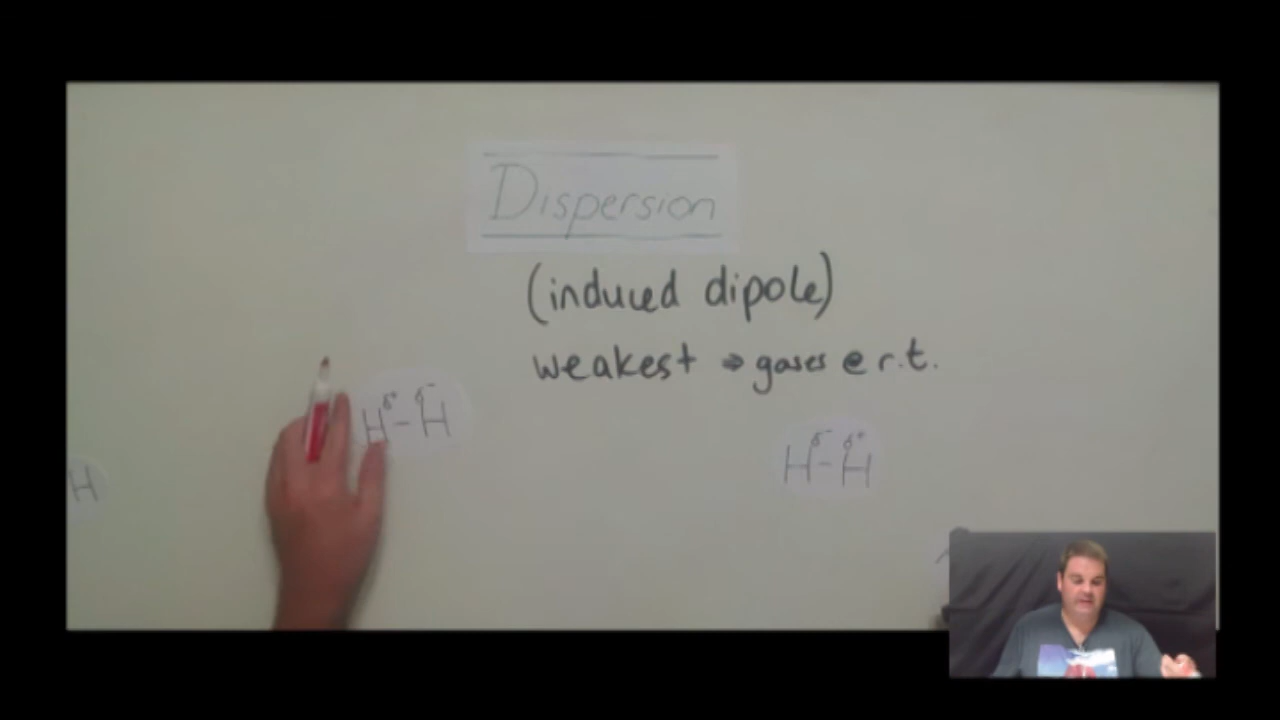 Dispersion
(induced dipole)
weakest ⇒ gases @ r.t.
H^δ+ - H^δ-
H^δ- - H^δ+
H